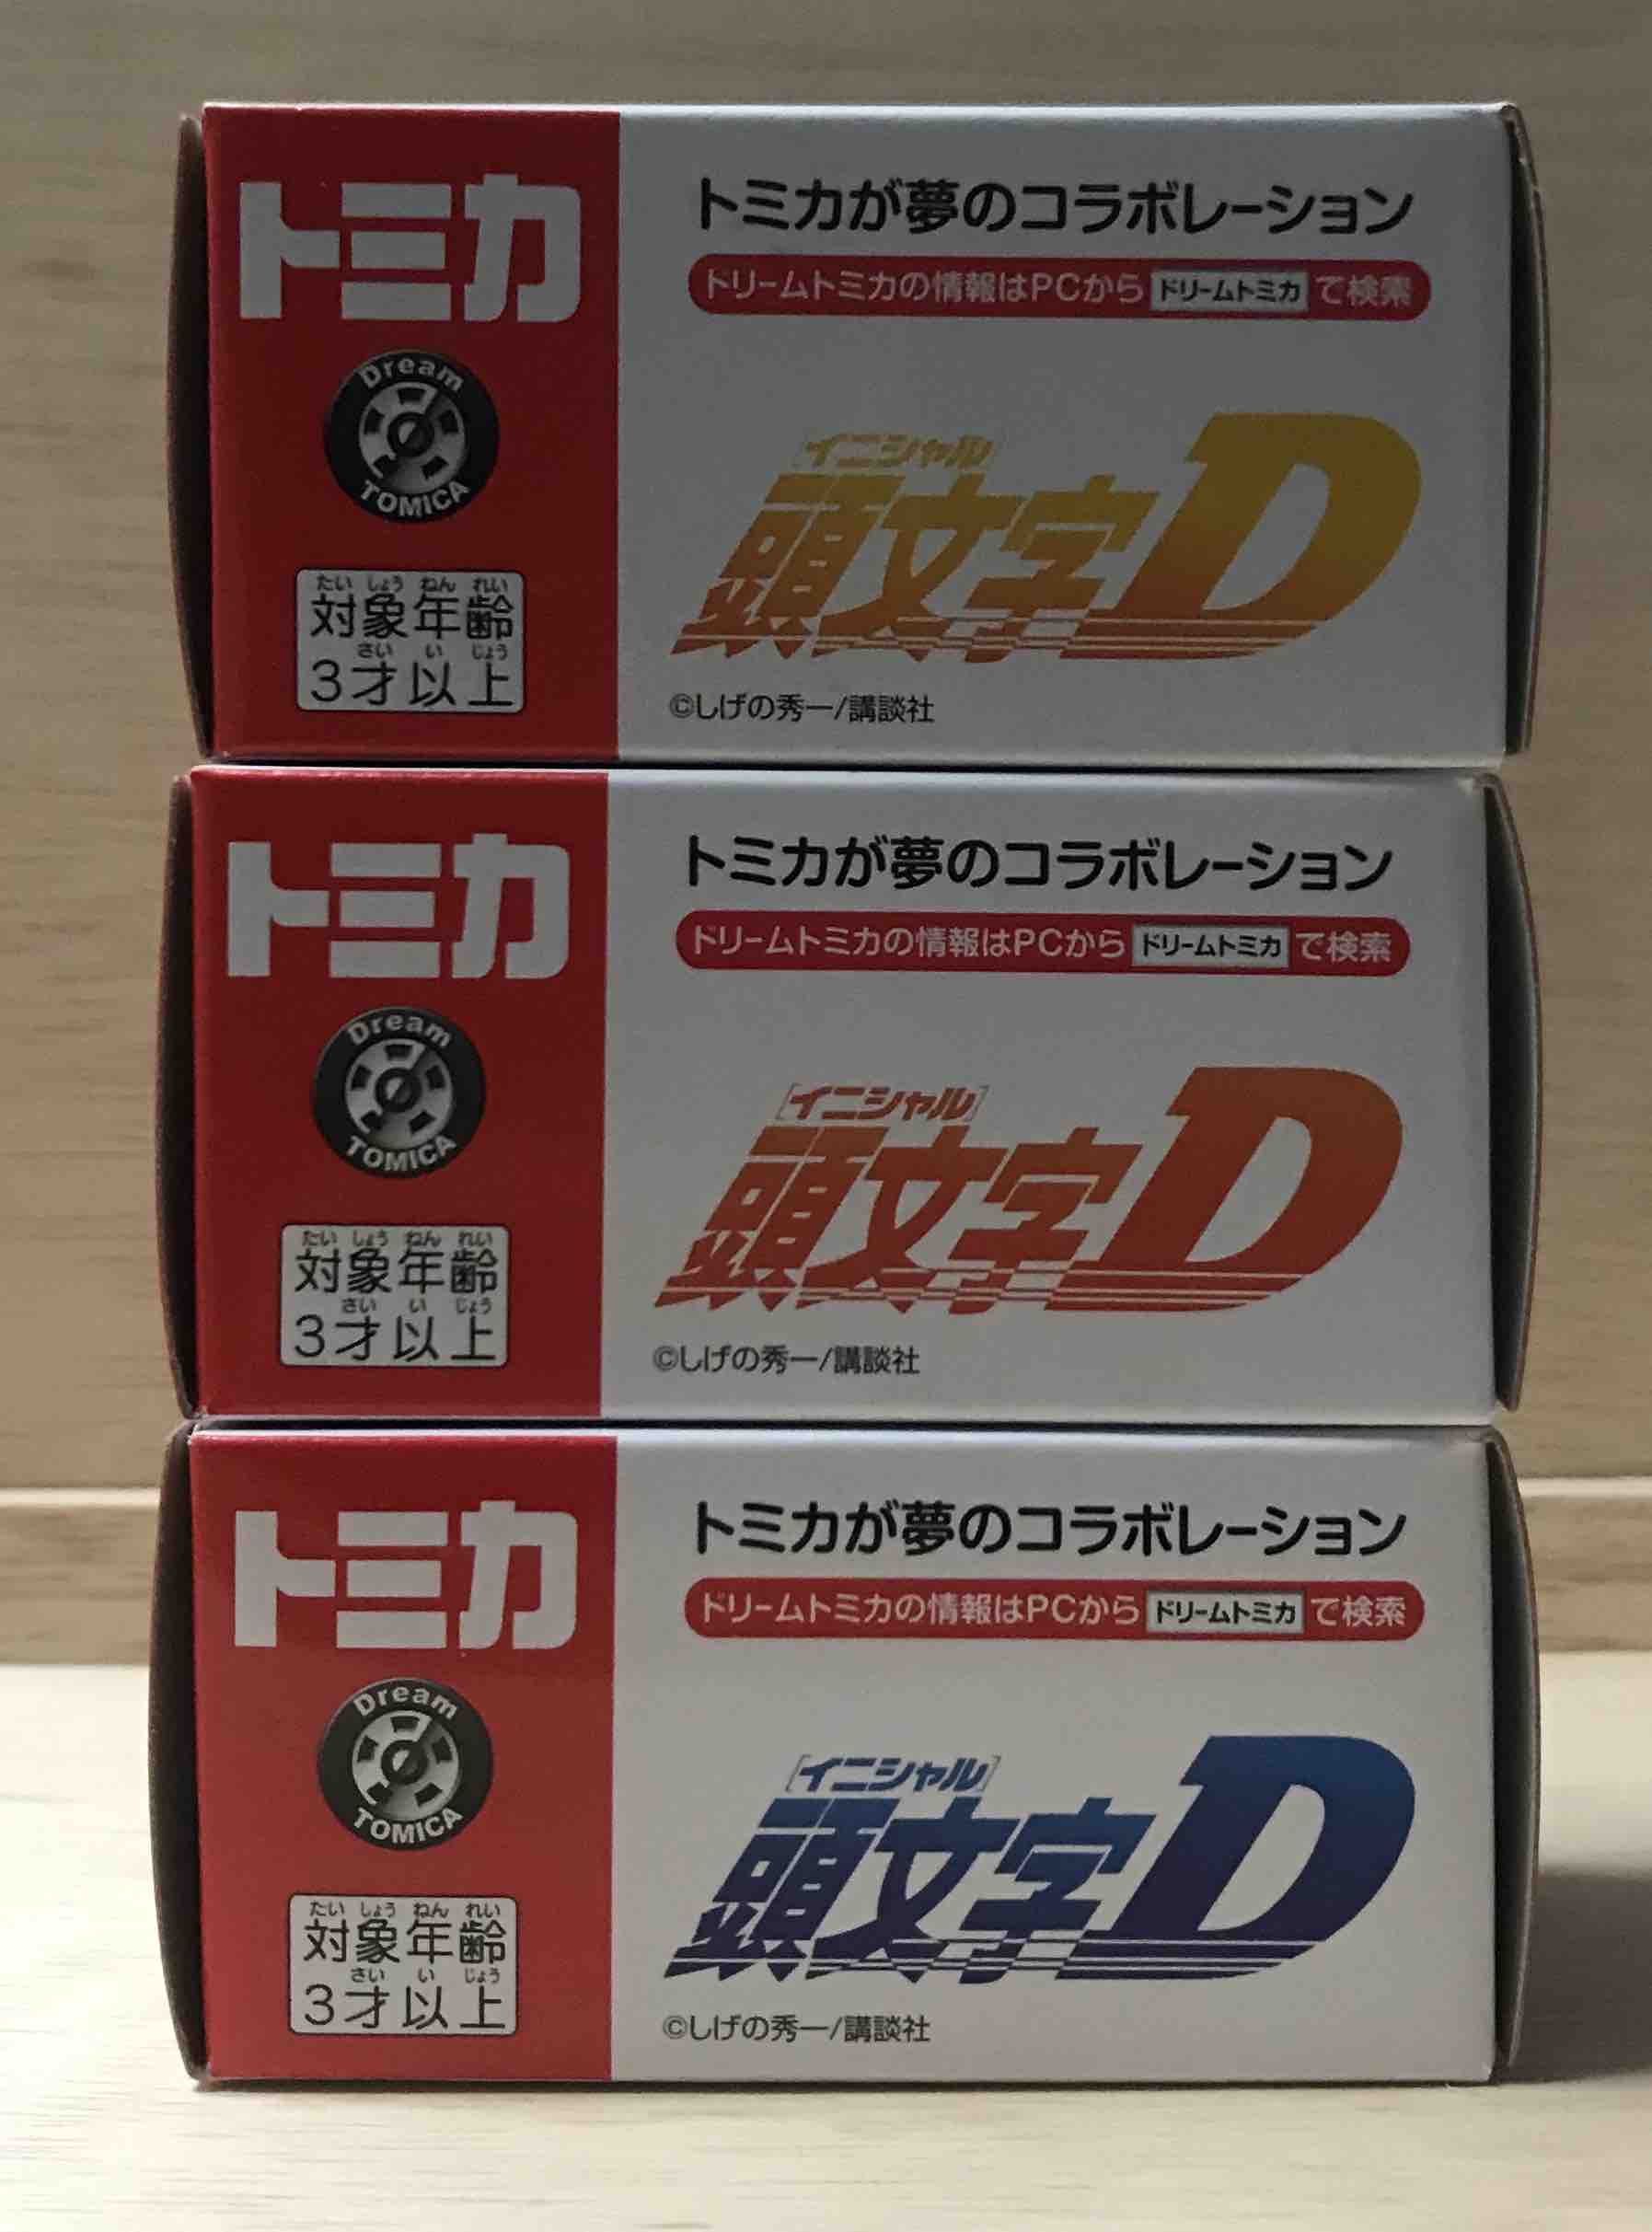 トミカ
Dream
TOMICA
たいしょうねんれい
対象年齢
さいいじょう
3才以上
トミカが夢のコラボレーション
ドリームトミカの情報はPCから ドリームトミカ で検索
[イニシャル]
頭文字D
©しげの秀一/講談社
トミカ
Dream
TOMICA
たいしょうねんれい
対象年齢
さいいじょう
3才以上
トミカが夢のコラボレーション
ドリームトミカの情報はPCから ドリームトミカ で検索
[イニシャル]
頭文字D
©しげの秀一/講談社
トミカ
Dream
TOMICA
たいしょうねんれい
対象年齢
さいいじょう
3才以上
トミカが夢のコラボレーション
ドリームトミカの情報はPCから ドリームトミカ で検索
[イニシャル]
頭文字D
©しげの秀一/講談社